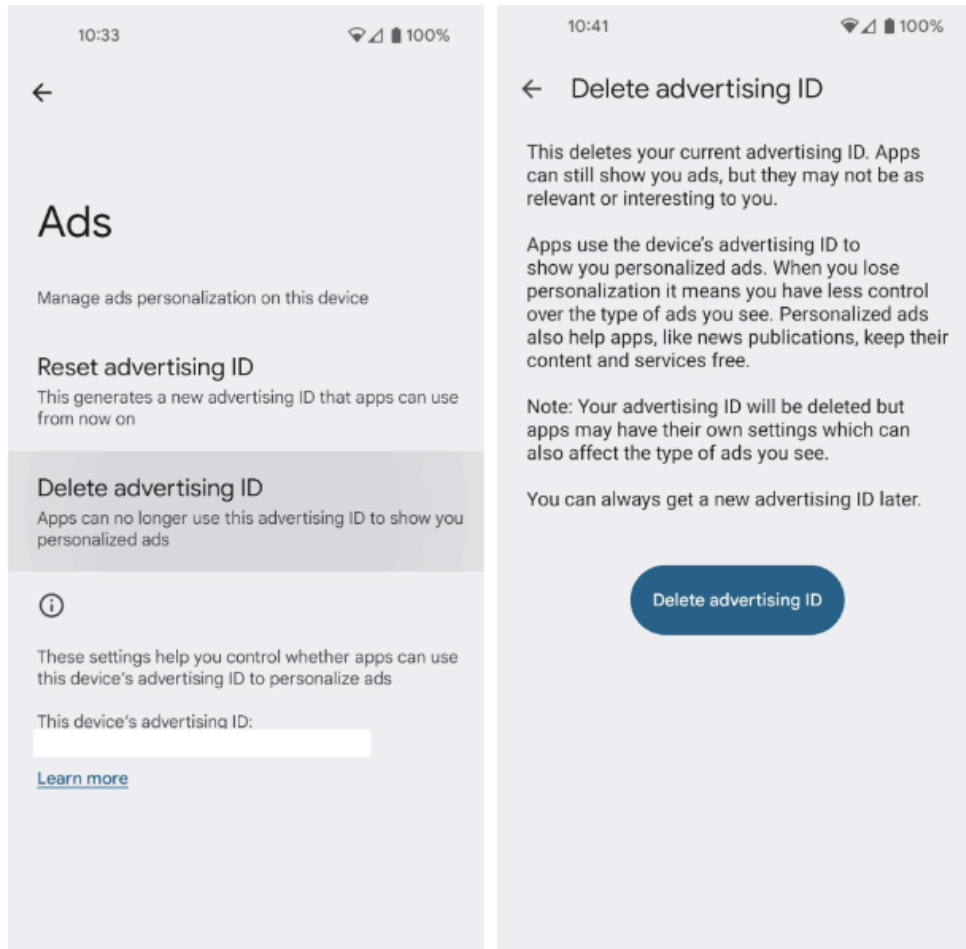 10:33
100%
Ads
Manage ads personalization on this device
Reset advertising ID
This generates a new advertising ID that apps can use
from now on
Delete advertising ID
Apps can no longer use this advertising ID to show you
personalized ads
These settings help you control whether apps can use
this device's advertising ID to personalize ads
This device's advertising ID:
Learn more
10:41
100%
Delete advertising ID
This deletes your current advertising ID. Apps
can still show you ads, but they may not be as
relevant or interesting to you.
Apps use the device's advertising ID to
show you personalized ads. When you lose
personalization it means you have less control
over the type of ads you see. Personalized ads
also help apps, like news publications, keep their
content and services free.
Note: Your advertising ID will be deleted but
apps may have their own settings which can
also affect the type of ads you see.
You can always get a new advertising ID later.
Delete advertising ID